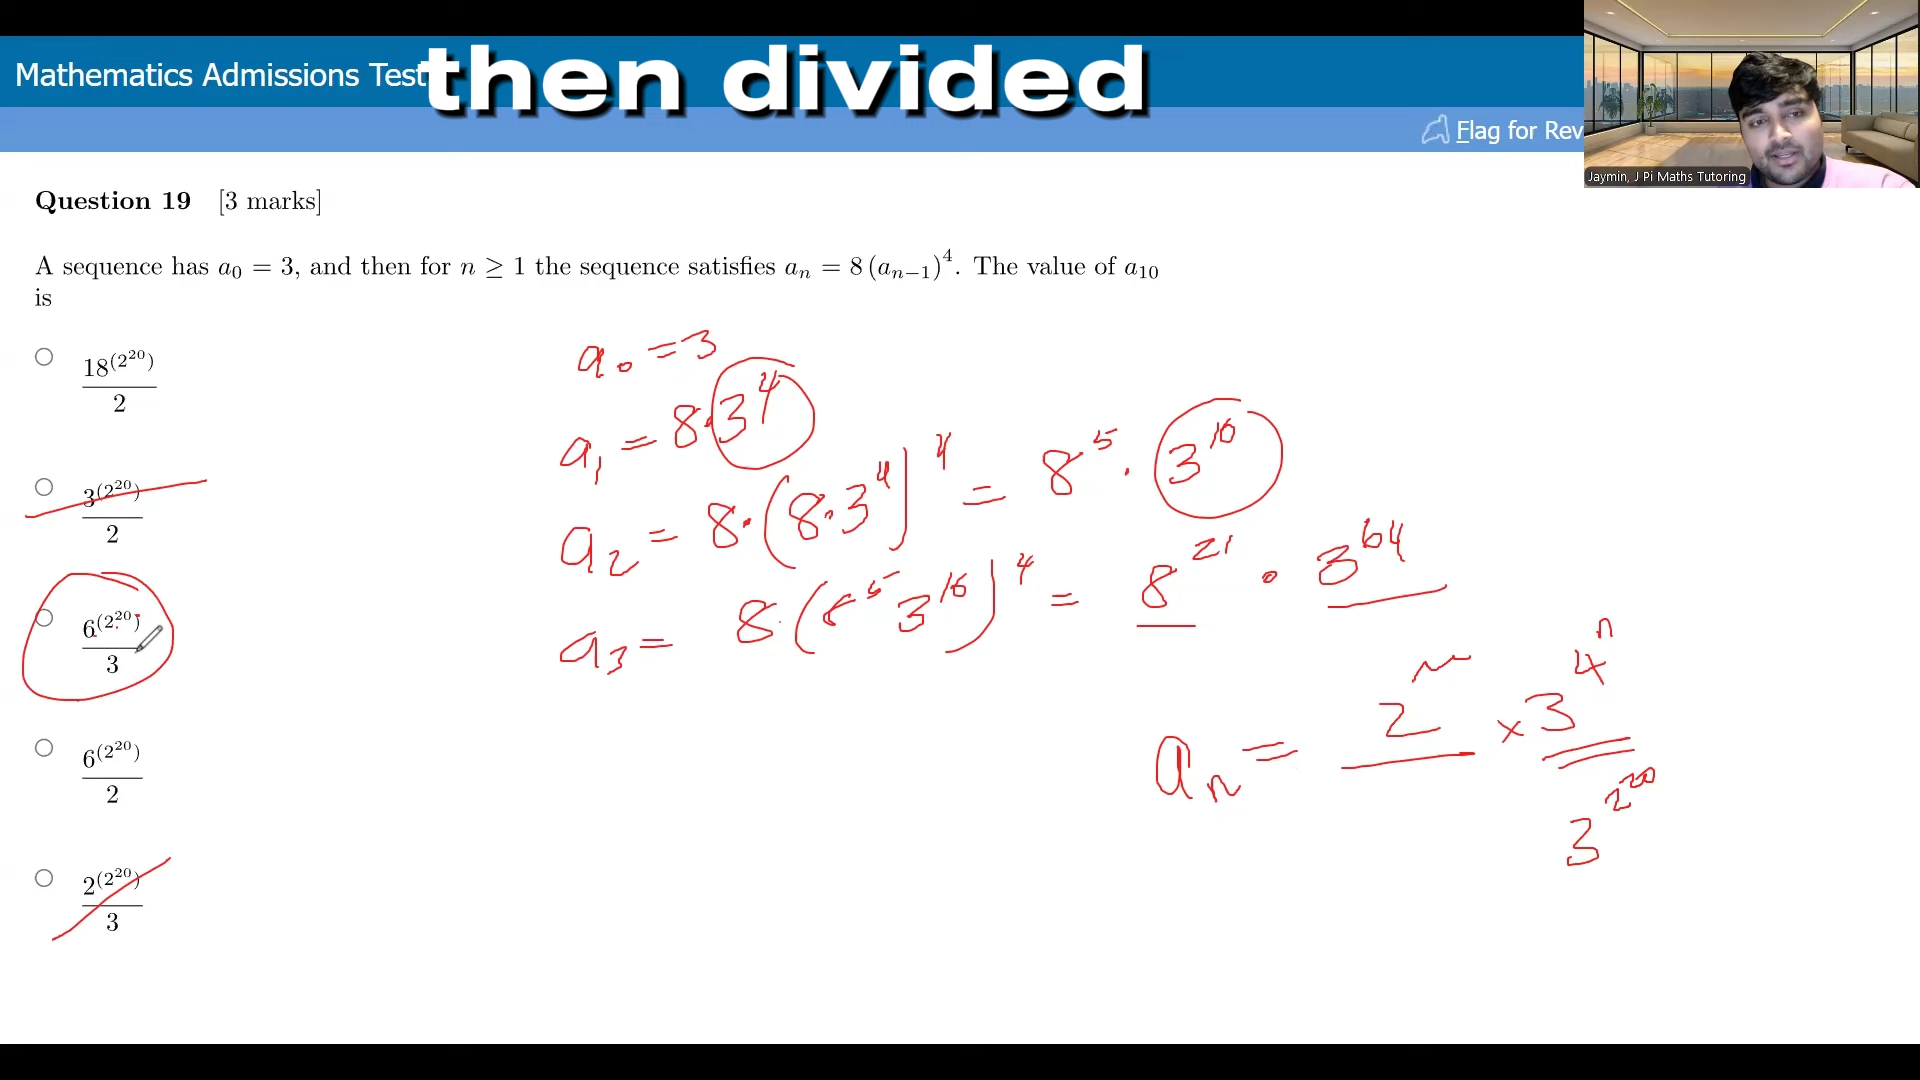 Mathematics Admissions Test
then divided
Flag for Rev
Jaymin, J Pi Maths Tutoring
Question 19 [3 marks]
A sequence has a₀ = 3, and then for n ≥ 1 the sequence satisfies aₙ = 8 (aₙ₋₁)⁴. The value of a₁₀
is
18^(2^20)
2
3^(2^20)
2
6^(2^20)
3
6^(2^20)
2
2^(2^20)
3
a₀ = 3
a₁ = 8·3⁴
a₂ = 8·(8·3⁴)⁴ = 8⁵ · 3¹⁶
a₃ = 8·(8⁵ 3¹⁶)⁴ = 8²¹ · 3⁶⁴
aₙ = 2 × 3^4^n
3^2^20